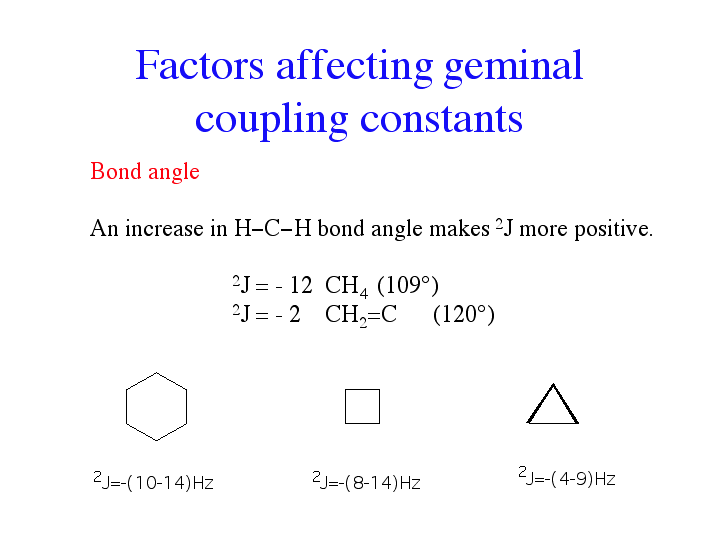 Factors affecting geminal
coupling constants
Bond angle
An increase in H–C–H bond angle makes ²J more positive.
²J = - 12 CH₄ (109°)
²J = - 2 CH₂=C (120°)
²J=-(10-14)Hz ²J=-(8-14)Hz ²J=-(4-9)Hz